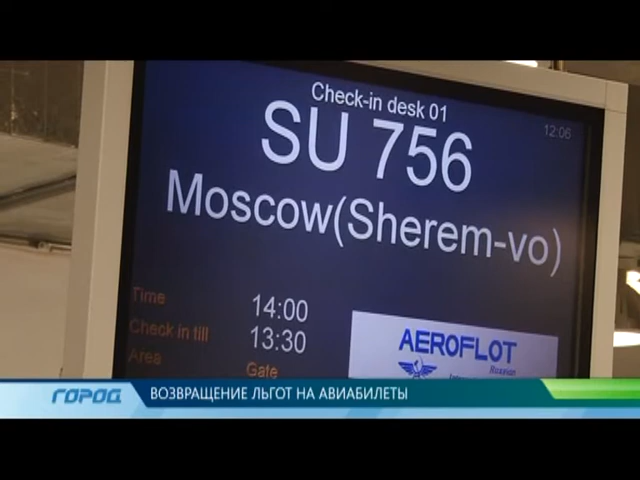 Check-in desk 01
12:06
SU 756
Moscow(Sherem-vo)
Time 14:00
Check in till 13:30
Area Gate
AEROFLOT
Russian
ГОРОД
ВОЗВРАЩЕНИЕ ЛЬГОТ НА АВИАБИЛЕТЫ